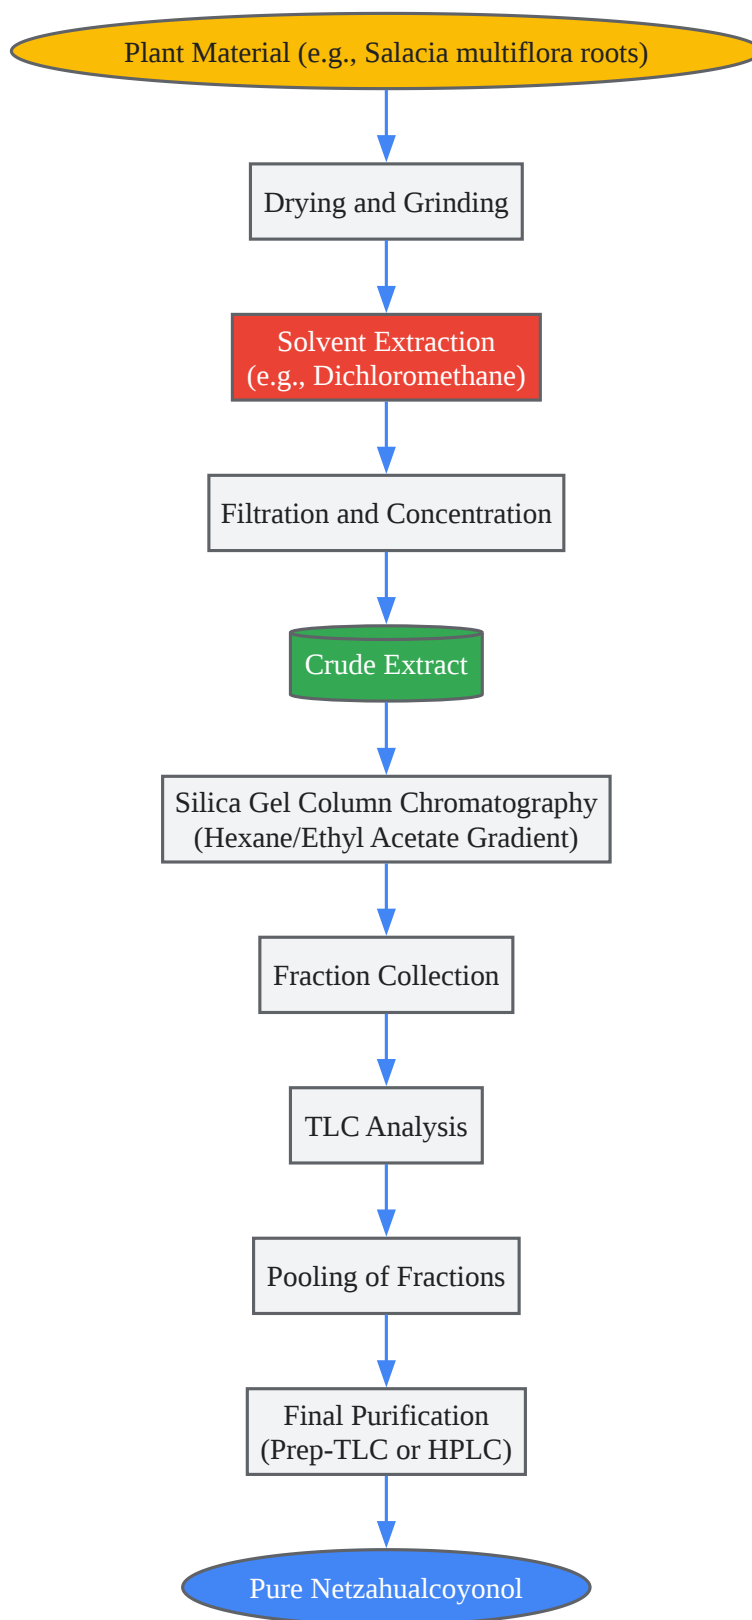 Plant Material (e.g., Salacia multiflora roots)
Drying and Grinding
Solvent Extraction
(e.g., Dichloromethane)
Filtration and Concentration
Crude Extract
Silica Gel Column Chromatography
(Hexane/Ethyl Acetate Gradient)
Fraction Collection
TLC Analysis
Pooling of Fractions
Final Purification
(Prep-TLC or HPLC)
Pure Netzahualcoyonol